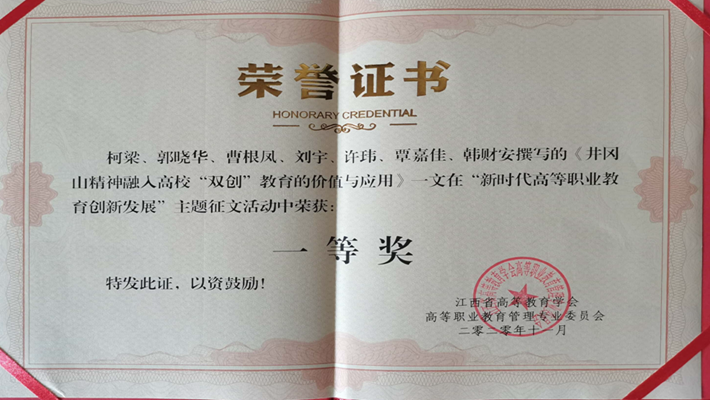 荣誉证书
HONORARY CREDENTIAL
柯梁、郭晓华、曹根凤、刘宇、许玮、覃嘉佳、韩财安撰写的《井冈
山精神融入高校“双创”教育的价值与应用》一文在“新时代高等职业教
育创新发展”主题征文活动中荣获：
一等奖
特发此证，以资鼓励！
江西省高等教育学会
高等职业教育管理专业委员会
二〇二〇年十一月